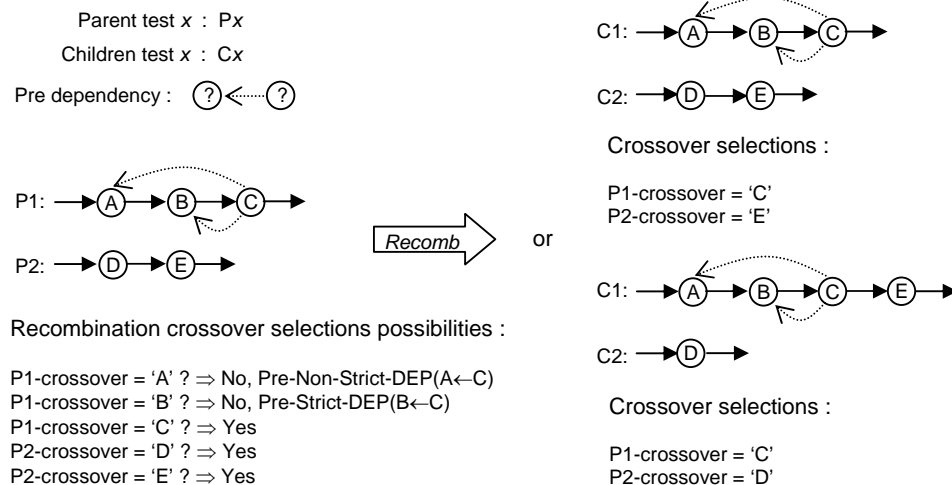 Parent test x : Px
Children test x : Cx
Pre dependency : ? ?
P1: A B C
P2: D E
Recombination crossover selections possibilities :
P1-crossover = ‘A’ ? ⇒ No, Pre-Non-Strict-DEP(A←C)
P1-crossover = ‘B’ ? ⇒ No, Pre-Strict-DEP(B←C)
P1-crossover = ‘C’ ? ⇒ Yes
P2-crossover = ‘D’ ? ⇒ Yes
P2-crossover = ‘E’ ? ⇒ Yes
Recomb
C1: A B C
C2: D E
Crossover selections :
P1-crossover = ‘C’
P2-crossover = ‘E’
or
C1: A B C E
C2: D
Crossover selections :
P1-crossover = ‘C’
P2-crossover = ‘D’